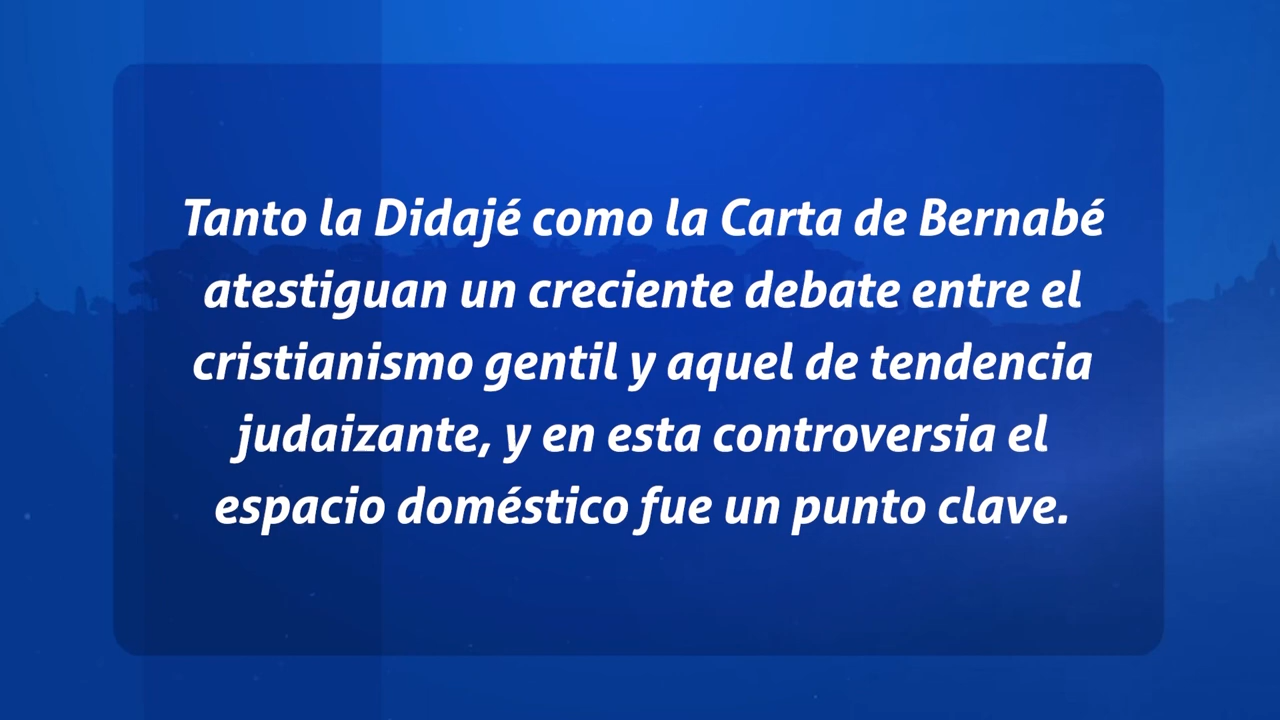 Tanto la Didajé como la Carta de Bernabé
atestiguan un creciente debate entre el
cristianismo gentil y aquel de tendencia
judaizante, y en esta controversia el
espacio doméstico fue un punto clave.